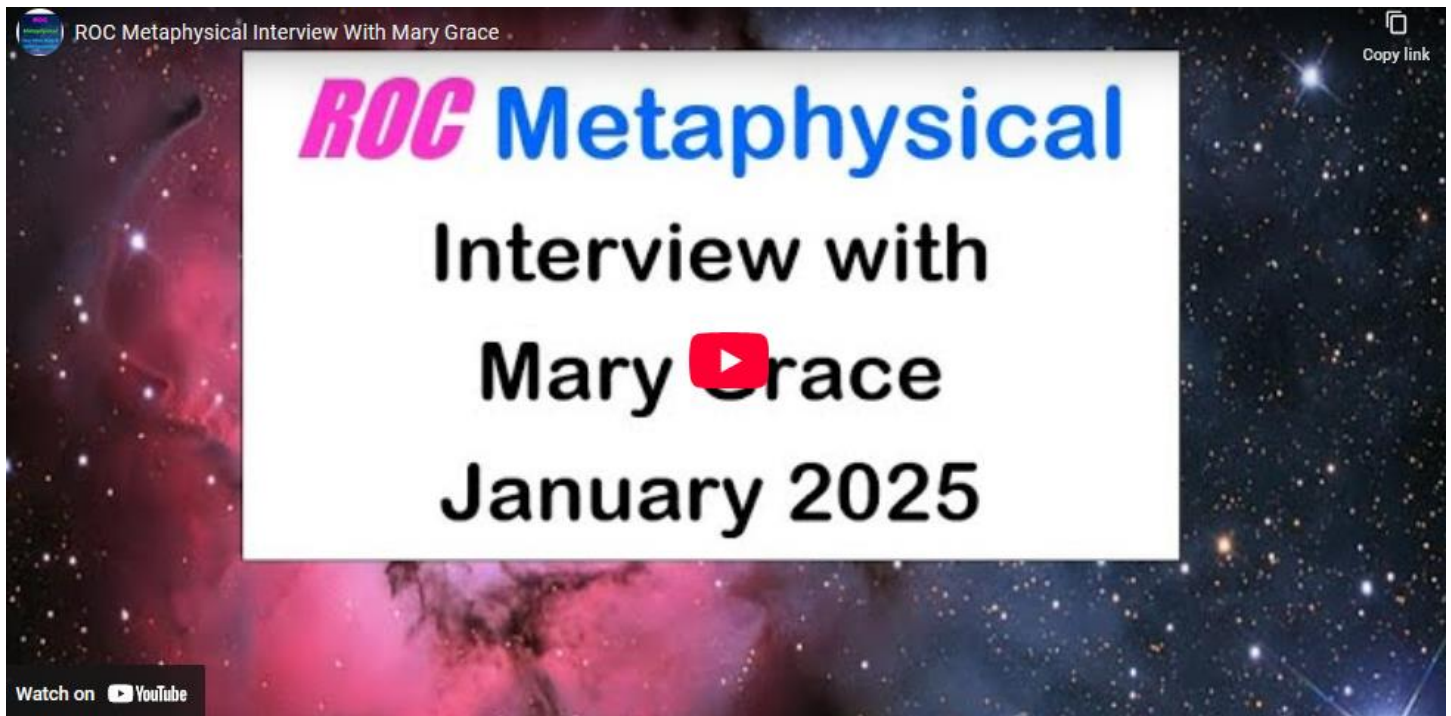 ROC Metaphysical Interview With Mary Grace
Copy link
ROC Metaphysical
Interview with
Mary Grace
January 2025
Watch on YouTube